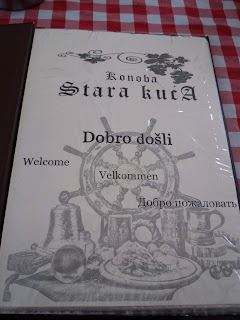 Konoba
Stara kućA
Dobro došli
Welcome
Velkommen
Добро пожаловать